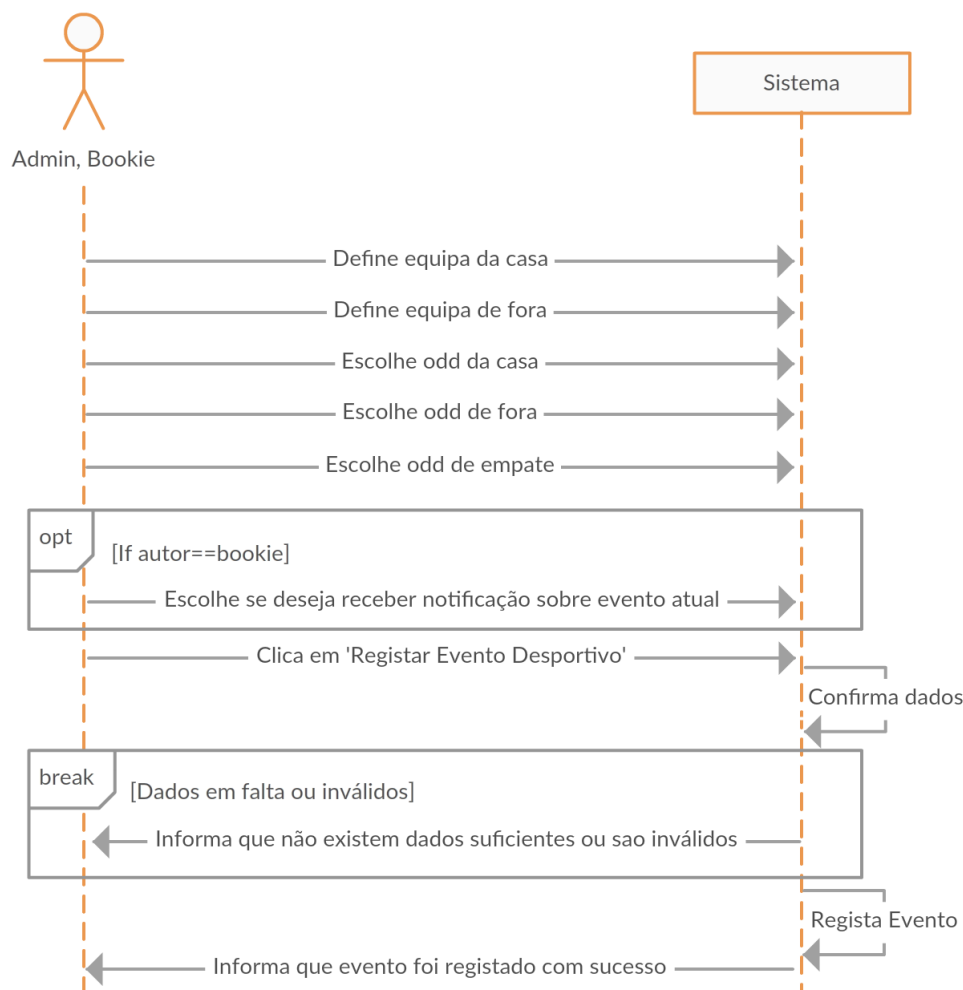 Sistema
Admin, Bookie
Define equipa da casa
Define equipa de fora
Escolhe odd da casa
Escolhe odd de fora
Escolhe odd de empate
opt
[If autor==bookie]
Escolhe se deseja receber notificação sobre evento atual
Clica em 'Registar Evento Desportivo'
Confirma dados
break
[Dados em falta ou inválidos]
Informa que não existem dados suficientes ou sao inválidos
Regista Evento
Informa que evento foi registado com sucesso